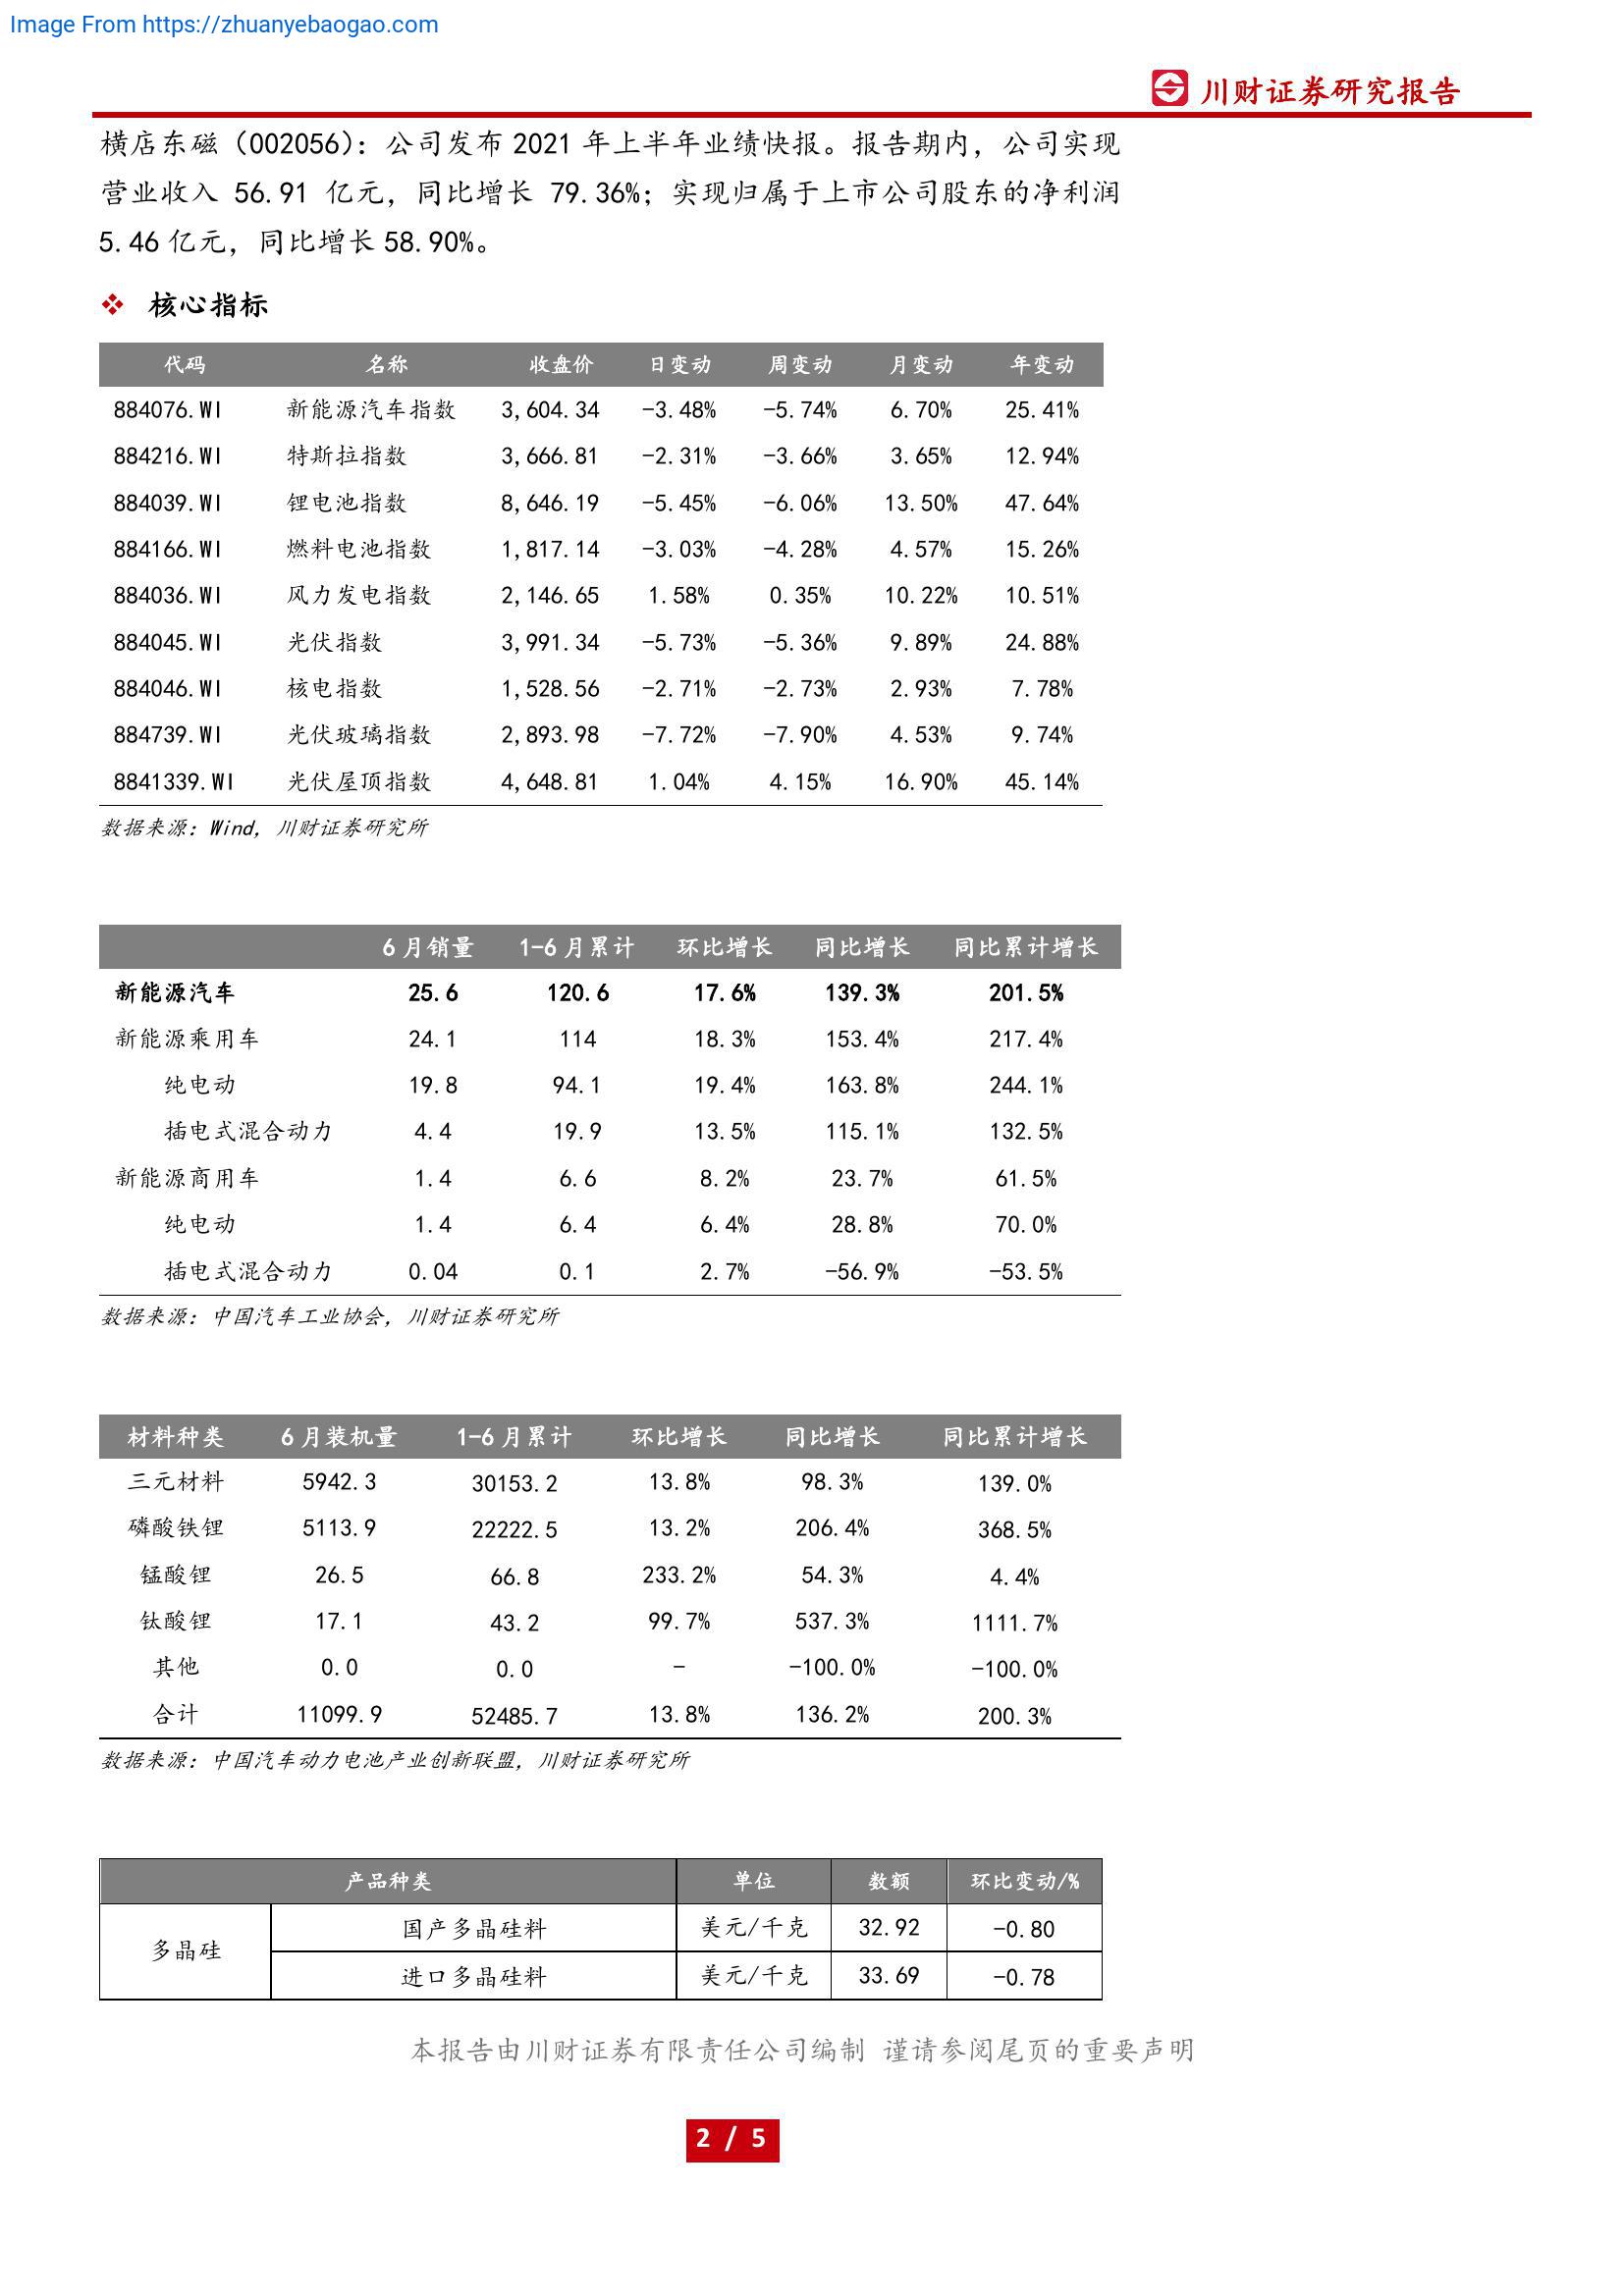 Image From https://zhuanyebaogao.com
川财证券研究报告
横店东磁（002056）：公司发布 2021 年上半年业绩快报。报告期内，公司实现
营业收入 56.91 亿元，同比增长 79.36%；实现归属于上市公司股东的净利润
5.46 亿元，同比增长 58.90%。
❖ 核心指标
代码 名称 收盘价 日变动 周变动 月变动 年变动
884076.WI 新能源汽车指数 3,604.34 -3.48% -5.74% 6.70% 25.41%
884216.WI 特斯拉指数 3,666.81 -2.31% -3.66% 3.65% 12.94%
884039.WI 锂电池指数 8,646.19 -5.45% -6.06% 13.50% 47.64%
884166.WI 燃料电池指数 1,817.14 -3.03% -4.28% 4.57% 15.26%
884036.WI 风力发电指数 2,146.65 1.58% 0.35% 10.22% 10.51%
884045.WI 光伏指数 3,991.34 -5.73% -5.36% 9.89% 24.88%
884046.WI 核电指数 1,528.56 -2.71% -2.73% 2.93% 7.78%
884739.WI 光伏玻璃指数 2,893.98 -7.72% -7.90% 4.53% 9.74%
8841339.WI 光伏屋顶指数 4,648.81 1.04% 4.15% 16.90% 45.14%
数据来源：Wind，川财证券研究所
6 月销量 1-6 月累计 环比增长 同比增长 同比累计增长
新能源汽车 25.6 120.6 17.6% 139.3% 201.5%
新能源乘用车 24.1 114 18.3% 153.4% 217.4%
纯电动 19.8 94.1 19.4% 163.8% 244.1%
插电式混合动力 4.4 19.9 13.5% 115.1% 132.5%
新能源商用车 1.4 6.6 8.2% 23.7% 61.5%
纯电动 1.4 6.4 6.4% 28.8% 70.0%
插电式混合动力 0.04 0.1 2.7% -56.9% -53.5%
数据来源：中国汽车工业协会，川财证券研究所
材料种类 6 月装机量 1-6 月累计 环比增长 同比增长 同比累计增长
三元材料 5942.3 30153.2 13.8% 98.3% 139.0%
磷酸铁锂 5113.9 22222.5 13.2% 206.4% 368.5%
锰酸锂 26.5 66.8 233.2% 54.3% 4.4%
钛酸锂 17.1 43.2 99.7% 537.3% 1111.7%
其他 0.0 0.0 - -100.0% -100.0%
合计 11099.9 52485.7 13.8% 136.2% 200.3%
数据来源：中国汽车动力电池产业创新联盟，川财证券研究所
产品种类 单位 数额 环比变动/%
多晶硅 国产多晶硅料 美元/千克 32.92 -0.80
进口多晶硅料 美元/千克 33.69 -0.78
本报告由川财证券有限责任公司编制 谨请参阅尾页的重要声明
2 / 5